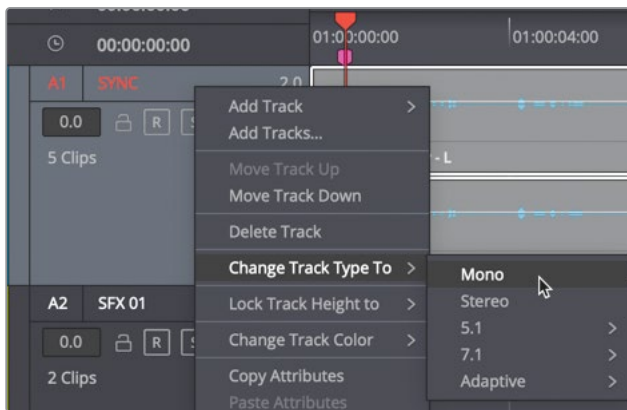 00:00:00:00
01:00:00:00
01:00:04:00
A1 SYNC 2.0
0.0 R S
5 Clips
- L
A2 SFX 01
0.0 R S
2 Clips
Add Track >
Add Tracks...
Move Track Up
Move Track Down
Delete Track
Change Track Type To >
Lock Track Height to >
Change Track Color >
Copy Attributes
Paste Attributes
Mono
Stereo
5.1 >
7.1 >
Adaptive >